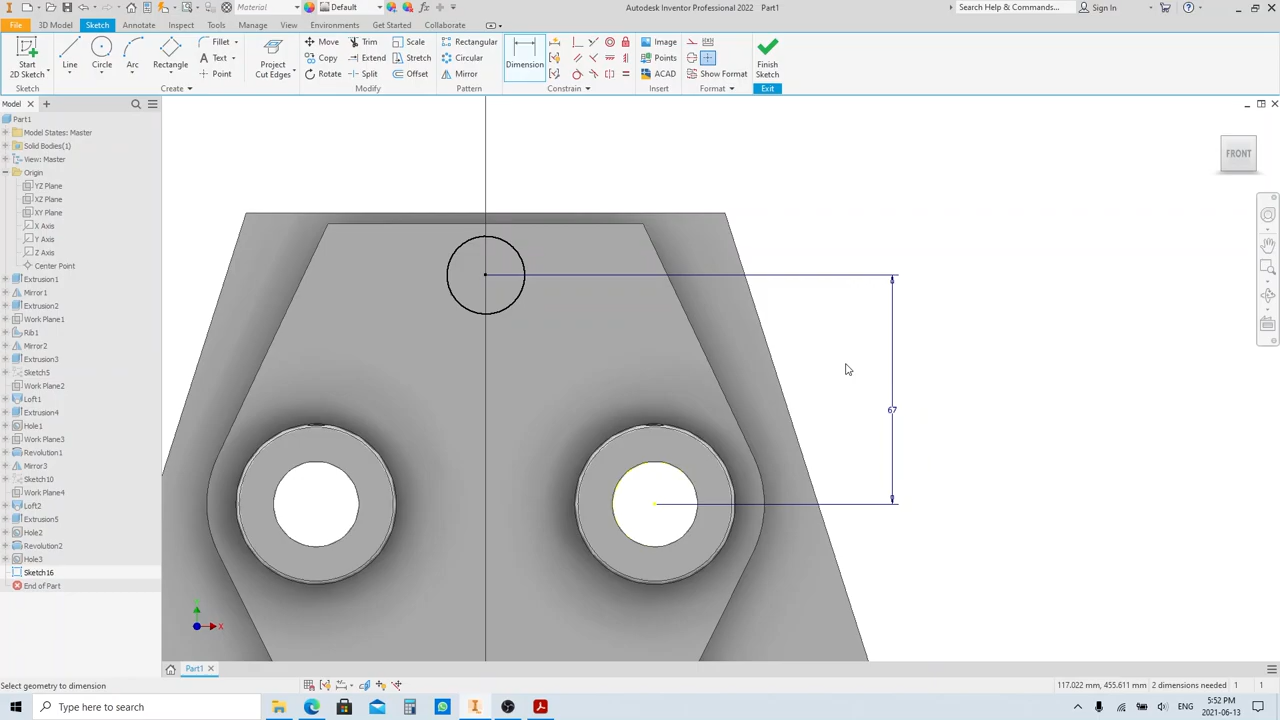 Material
Default
Autodesk Inventor Professional 2022 Part1
Search Help & Commands...
Sign In
File
3D Model
Sketch
Annotate
Inspect
Tools
Manage
View
Environments
Get Started
Collaborate
Start
2D Sketch
Line
Circle
Arc
Rectangle
Fillet
Text
Point
Project
Cut Edges
Move
Copy
Rotate
Trim
Extend
Split
Scale
Stretch
Offset
Rectangular
Circular
Mirror
Dimension
Image
Points
ACAD
Show Format
Finish
Sketch
Sketch
Create
Modify
Pattern
Constrain
Insert
Format
Exit
Model
Part1
Model States: Master
Solid Bodies(1)
View: Master
Origin
YZ Plane
XZ Plane
XY Plane
X Axis
Y Axis
Z Axis
Center Point
Extrusion1
Mirror1
Extrusion2
Work Plane1
Rib1
Mirror2
Extrusion3
Sketch5
Work Plane2
Loft1
Extrusion4
Hole1
Work Plane3
Revolution1
Mirror3
Sketch10
Work Plane4
Loft2
Extrusion5
Hole2
Revolution2
Hole3
Sketch16
End of Part
FRONT
67
X
Part1
Select geometry to dimension
117.022 mm, 455.611 mm
2 dimensions needed
1
1
Type here to search
ENG
5:52 PM
2021-06-13